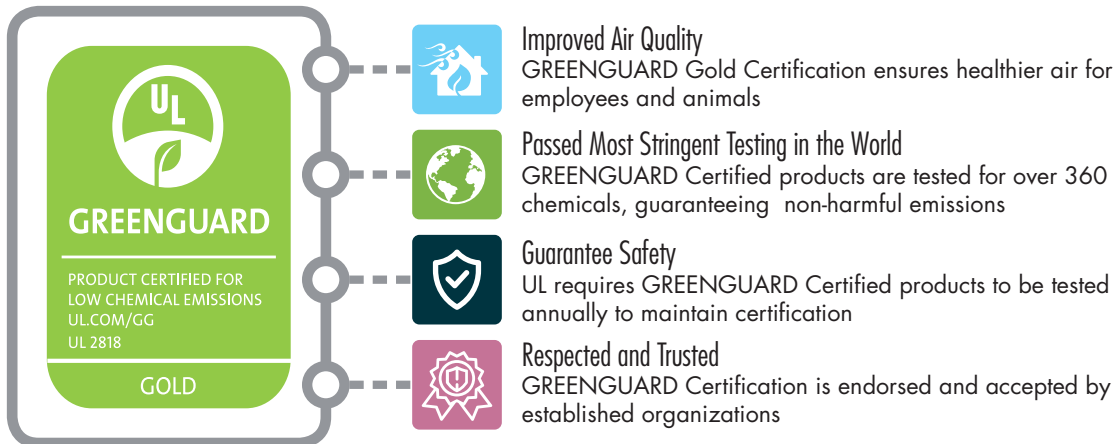 UL
GREENGUARD
PRODUCT CERTIFIED FOR
LOW CHEMICAL EMISSIONS
UL.COM/GG
UL 2818
GOLD
Improved Air Quality
GREENGUARD Gold Certification ensures healthier air for
employees and animals
Passed Most Stringent Testing in the World
GREENGUARD Certified products are tested for over 360
chemicals, guaranteeing  non-harmful emissions
Guarantee Safety
UL requires GREENGUARD Certified products to be tested
annually to maintain certification
Respected and Trusted
GREENGUARD Certification is endorsed and accepted by
established organizations